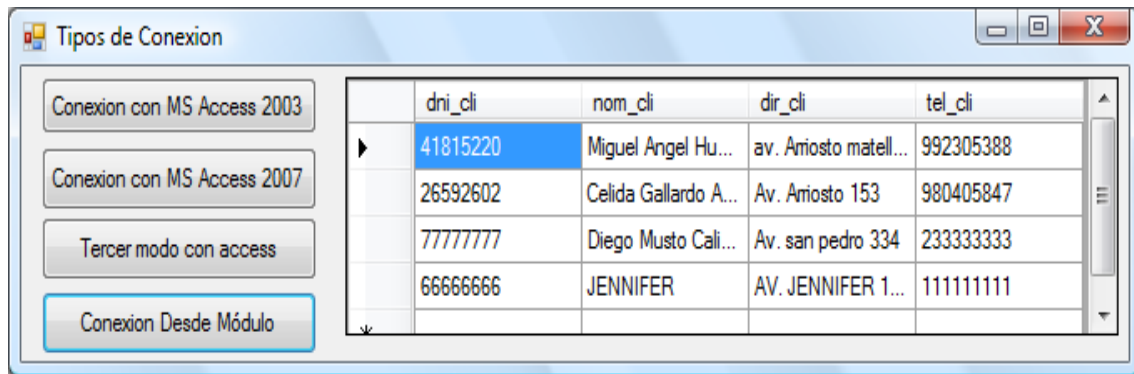 Tipos de Conexion
Conexion con MS Access 2003
Conexion con MS Access 2007
Tercer modo con access
Conexion Desde Módulo
dni_cli nom_cli dir_cli tel_cli
41815220 Miguel Angel Hu... av. Arriosto matell... 992305388
26592602 Celida Gallardo A... Av. Arriosto 153 980405847
77777777 Diego Musto Cali... Av. san pedro 334 233333333
66666666 JENNIFER AV. JENNIFER 1... 111111111